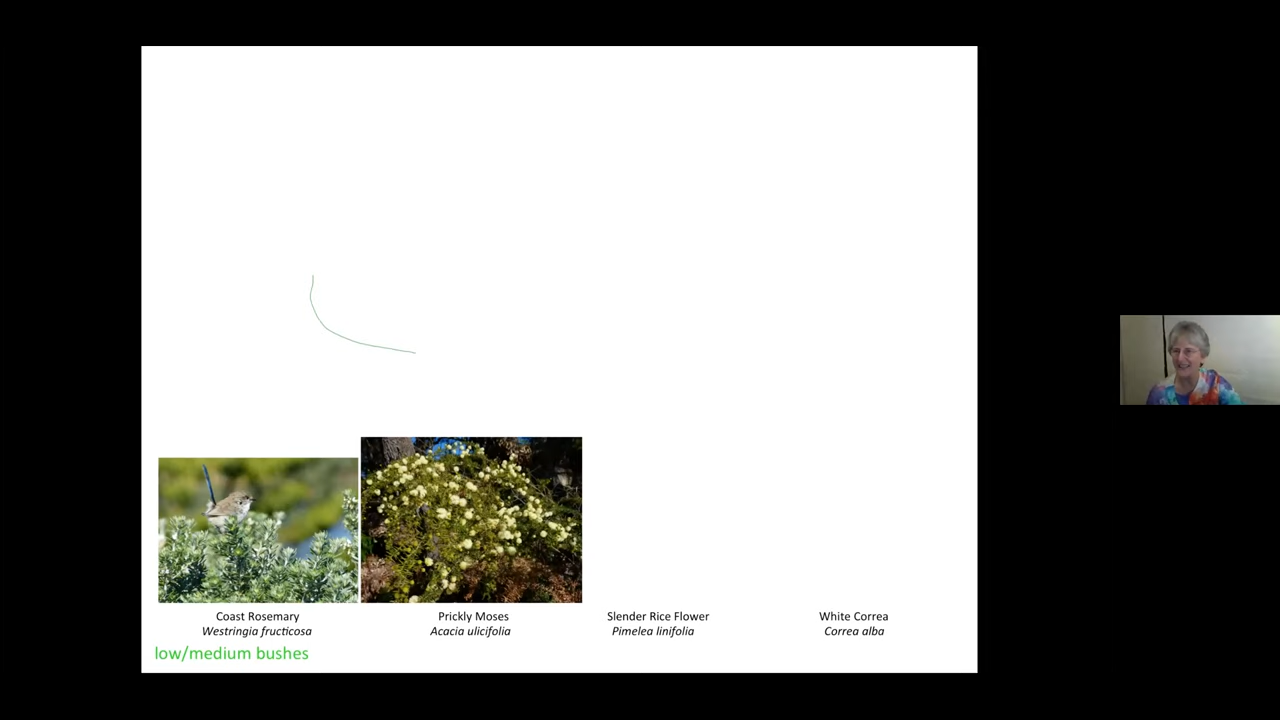 Coast Rosemary
Westringia fructicosa
Prickly Moses
Acacia ulicifolia
Slender Rice Flower
Pimelea linifolia
White Correa
Correa alba
low/medium bushes